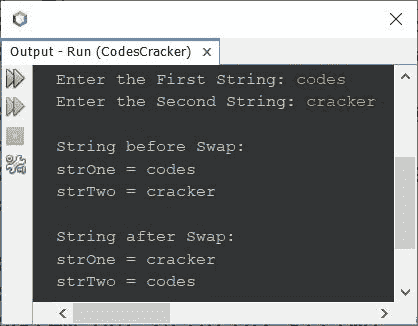 Output - Run (CodesCracker)
Enter the First String: codes
Enter the Second String: cracker
String before Swap:
strOne = codes
strTwo = cracker
String after Swap:
strOne = cracker
strTwo = codes